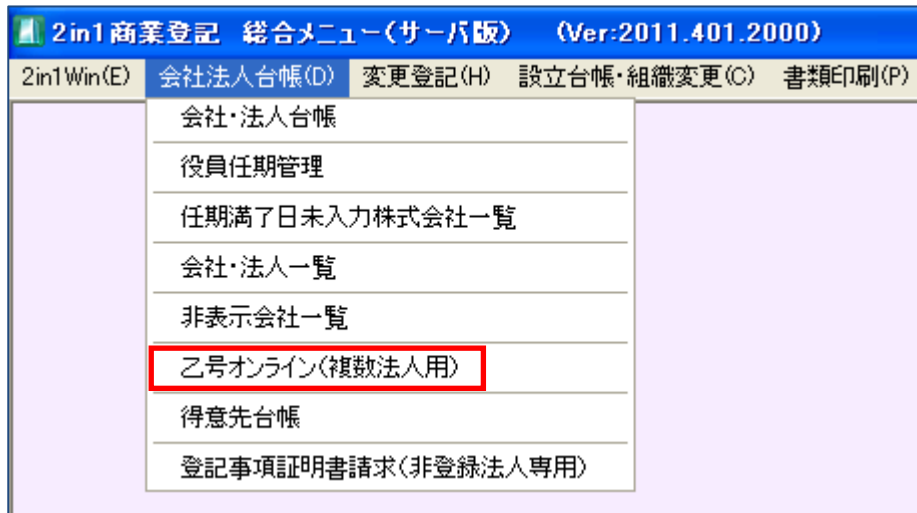 2in1商業登記 総合メニュー(サーバ版) (Ver:2011.401.2000)
2in1Win(E) 会社法人台帳(D) 変更登記(H) 設立台帳・組織変更(C) 書類印刷(P)
会社・法人台帳
役員任期管理
任期満了日未入力株式会社一覧
会社・法人一覧
非表示会社一覧
乙号オンライン(複数法人用)
得意先台帳
登記事項証明書請求(非登録法人専用)